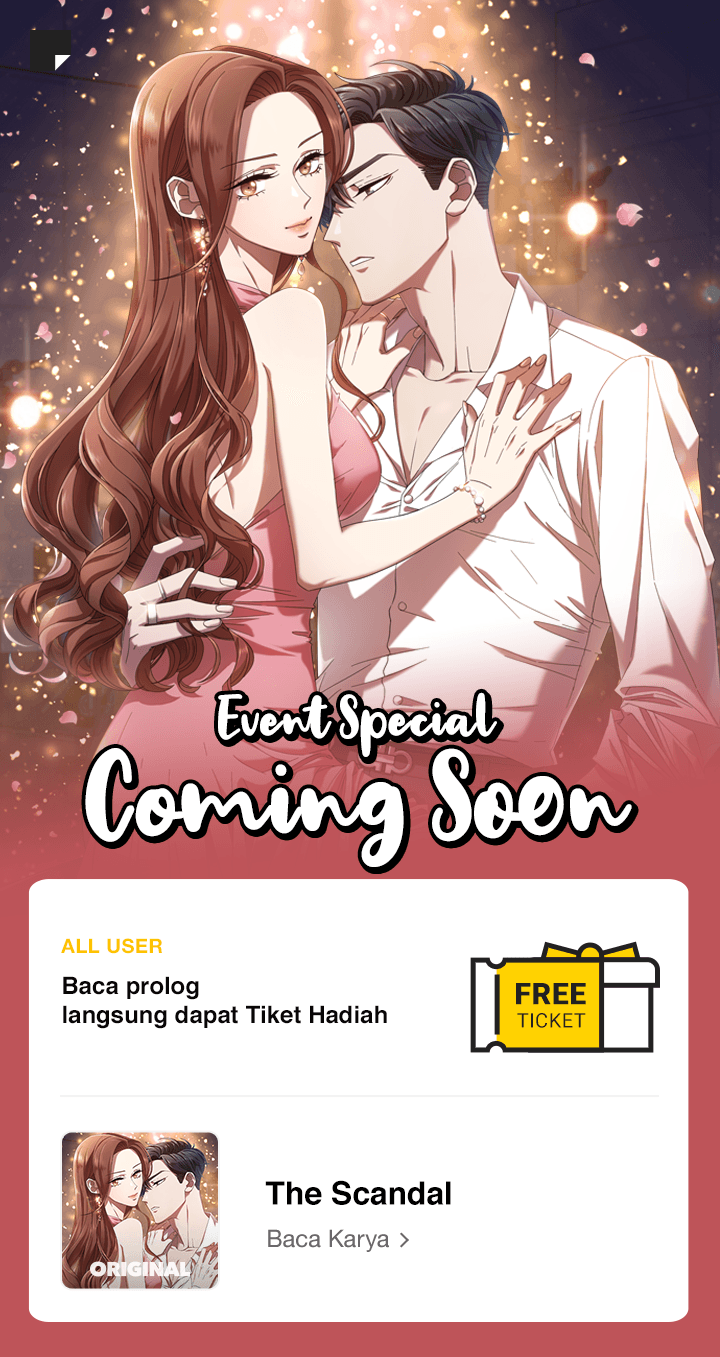 Event Special
Coming Soon
ALL USER
Baca prolog
langsung dapat Tiket Hadiah
FREE
TICKET
The Scandal
Baca Karya >
ORIGINAL